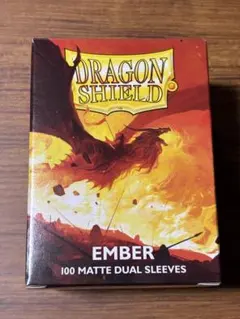 DRAGON
SHIELD
EMBER
100 MATTE DUAL SLEEVES